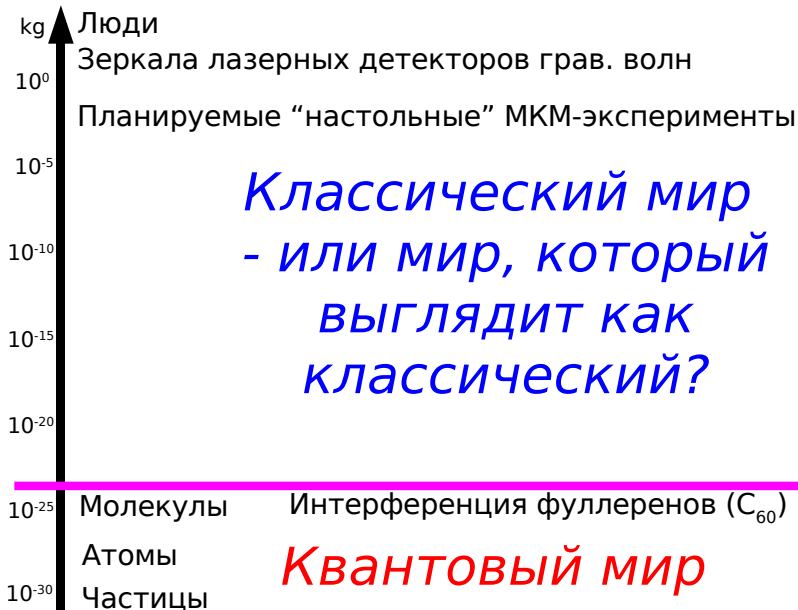 kg Люди
Зеркала лазерных детекторов грав. волн
10⁰
Планируемые “настольные” МКМ-эксперименты
10⁻⁵
Классический мир
- или мир, который
10⁻¹⁰
выглядит как
10⁻¹⁵
классический?
10⁻²⁰
10⁻²⁵ Молекулы Интерференция фуллеренов (C₆₀)
Атомы
Квантовый мир
10⁻³⁰ Частицы